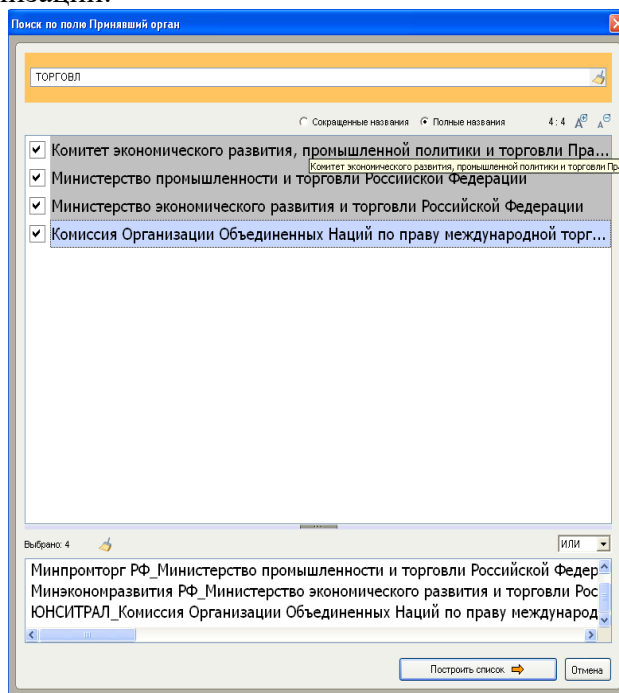 Поиск по полю Принявший орган
ТОРГОВЛ
Сокращенные названия Полные названия 4:4
Комитет экономического развития, промышленной политики и торговли Пра...
Комитет экономического развития, промышленной политики и торговли Пр
Министерство промышленности и торговли Российской Федерации
Министерство экономического развития и торговли Российской Федерации
Комиссия Организации Объединенных Наций по праву международной торг...
Выбрано: 4 ИЛИ
Минпромторг РФ_Министерство промышленности и торговли Российской Федер
Минэкономразвития РФ_Министерство экономического развития и торговли Рос
ЮНСИТРАЛ_Комиссия Организации Объединенных Наций по праву международ
Построить список Отмена